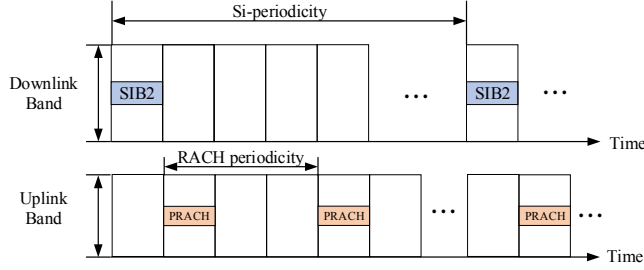 Si-periodicity
Downlink
Band
SIB2
...
SIB2
...
Time
RACH periodicity
Uplink
Band
PRACH
PRACH
...
PRACH
...
Time